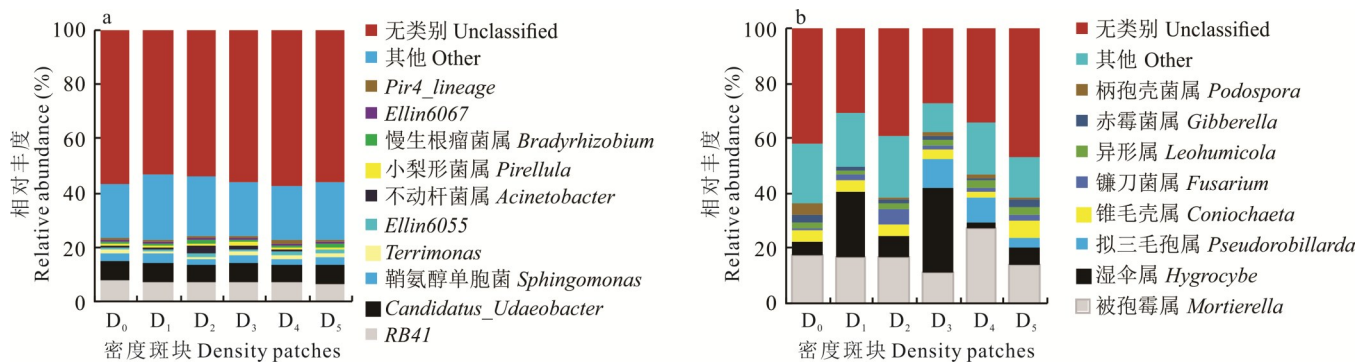 a
100
80
60
40
20
0
相对丰度
Relative abundance (%)
D₀ D₁ D₂ D₃ D₄ D₅
密度斑块 Density patches
无类别 Unclassified
其他 Other
Pir4_lineage
Ellin6067
慢生根瘤菌属 Bradyrhizobium
小梨形菌属 Pirellula
不动杆菌属 Acinetobacter
Ellin6055
Terrimonas
鞘氨醇单胞菌 Sphingomonas
Candidatus_Udaeobacter
RB41
b
100
80
60
40
20
0
相对丰度
Relative abundance (%)
D₀ D₁ D₂ D₃ D₄ D₅
密度斑块 Density patches
无类别 Unclassified
其他 Other
柄孢壳菌属 Podospora
赤霉菌属 Gibberella
异形属 Leohumicola
镰刀菌属 Fusarium
锥毛壳属 Coniochaeta
拟三毛孢属 Pseudorobillarda
湿伞属 Hygrocybe
被孢霉属 Mortierella